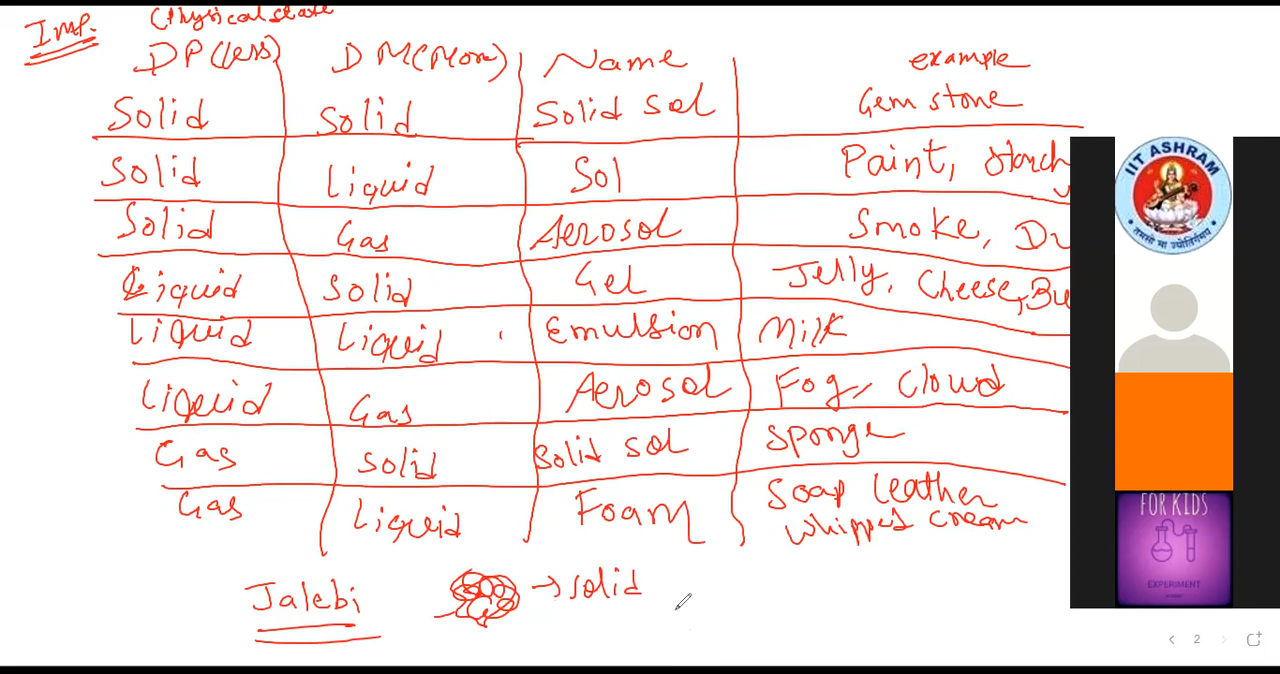 Imp. (Physical state
DP(less) DM(More) Name example
Solid Solid Solid sol Gem stone
Solid Liquid Sol Paint, Starch
Solid Gas Aerosol Smoke, Du
Liquid Solid Gel Jelly, Cheese, Bu
Liquid Liquid Emulsion Milk
Liquid Gas Aerosol Fog, Cloud
Gas Solid Solid sol Sponge
Gas Liquid Foam Soap leather
Whipped cream
Jalebi → solid
IIT ASHRAM
तमसो मा ज्योतिर्गमय
FOR KIDS
EXPERIMENT
2